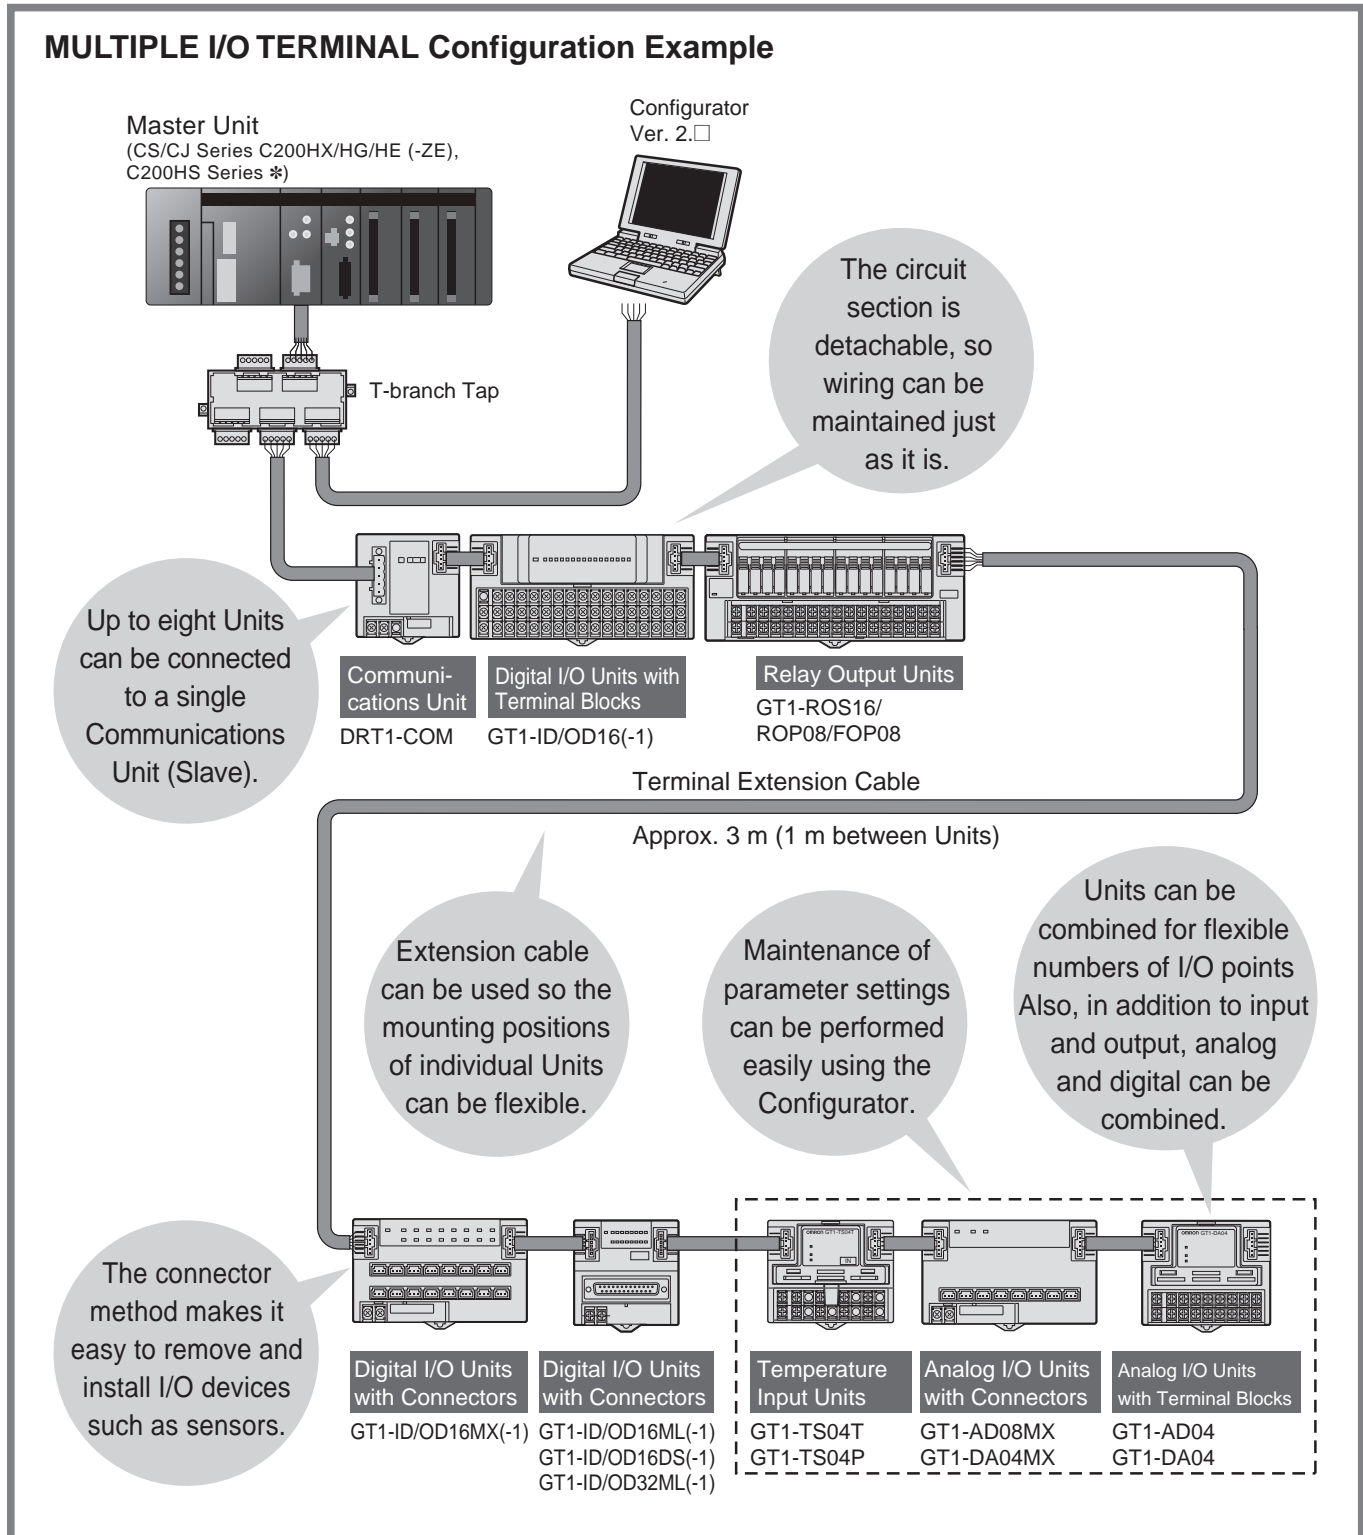 MULTIPLE I/O TERMINAL Configuration Example
Configurator
Ver. 2.□
Master Unit
(CS/CJ Series C200HX/HG/HE (-ZE),
C200HS Series ✽)
The circuit
section is
detachable, so
wiring can be
maintained just
as it is.
T-branch Tap
Up to eight Units
can be connected
to a single
Communications
Unit (Slave).
Communi-
cations Unit
DRT1-COM
Digital I/O Units with
Terminal Blocks
GT1-ID/OD16(-1)
Relay Output Units
GT1-ROS16/
ROP08/FOP08
Terminal Extension Cable
Approx. 3 m (1 m between Units)
Extension cable
can be used so the
mounting positions
of individual Units
can be flexible.
Maintenance of
parameter settings
can be performed
easily using the
Configurator.
Units can be
combined for flexible
numbers of I/O points
Also, in addition to input
and output, analog
and digital can be
combined.
The connector
method makes it
easy to remove and
install I/O devices
such as sensors.
OMRON GT1-TS04T
IN
OMRON GT1-DA04
Digital I/O Units
with Connectors
GT1-ID/OD16MX(-1)
Digital I/O Units
with Connectors
GT1-ID/OD16ML(-1)
GT1-ID/OD16DS(-1)
GT1-ID/OD32ML(-1)
Temperature
Input Units
GT1-TS04T
GT1-TS04P
Analog I/O Units
with Connectors
GT1-AD08MX
GT1-DA04MX
Analog I/O Units
with Terminal Blocks
GT1-AD04
GT1-DA04